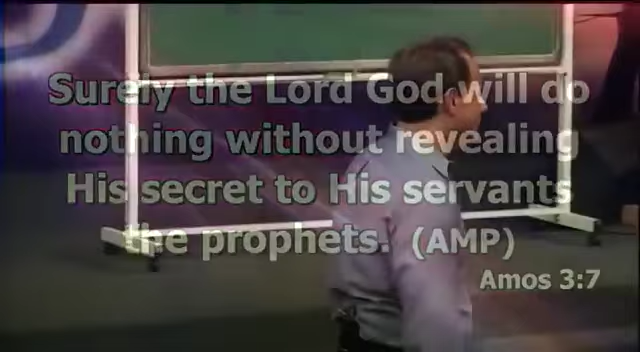 Surely the Lord God will do
nothing without revealing
His secret to His servants
the prophets. (AMP)
Amos 3:7